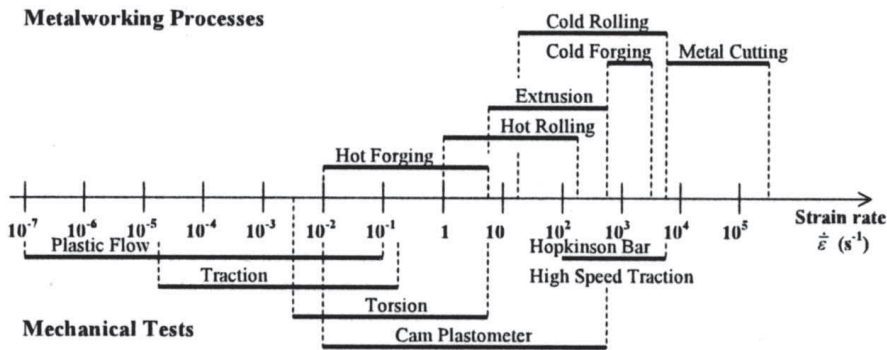 Metalworking Processes
Cold Rolling
Cold Forging Metal Cutting
Extrusion
Hot Rolling
Hot Forging
10⁻⁷ 10⁻⁶ 10⁻⁵ 10⁻⁴ 10⁻³ 10⁻² 10⁻¹ 1 10 10² 10³ 10⁴ 10⁵ Strain rate
ε̇ (s⁻¹)
Plastic Flow Hopkinson Bar
Traction High Speed Traction
Torsion
Mechanical Tests Cam Plastometer